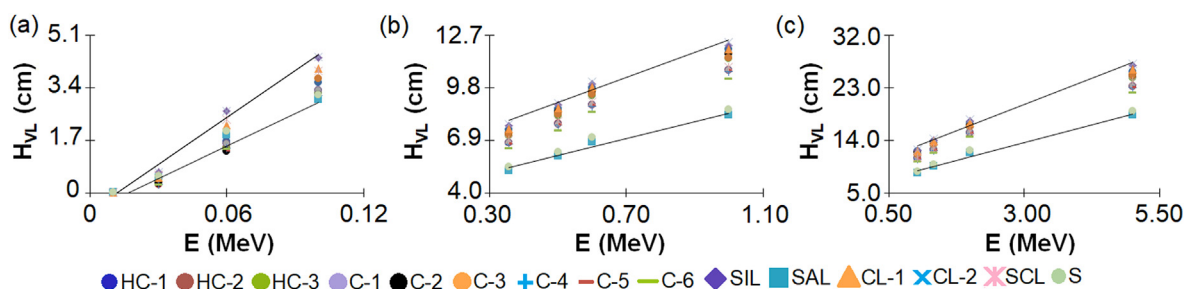 (a)
5.1
3.4
1.7
0
H_VL (cm)
0 0.06 0.12
E (MeV)
(b)
12.7
9.8
6.9
4.0
H_VL (cm)
0.30 0.70 1.10
E (MeV)
(c)
32.0
23.0
14.0
5.0
H_VL (cm)
0.50 3.00 5.50
E (MeV)
HC-1 HC-2 HC-3 C-1 C-2 C-3 C-4 C-5 C-6 SIL SAL CL-1 CL-2 SCL S